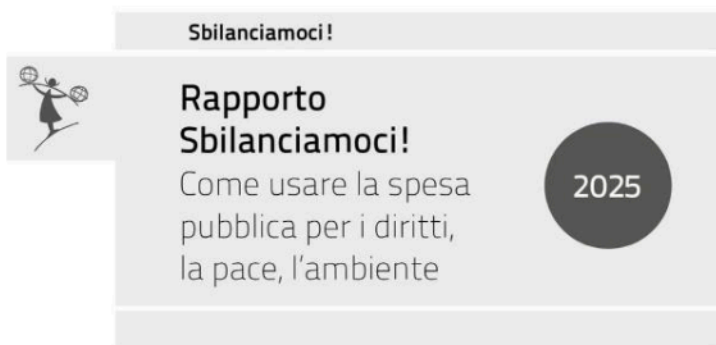 Sbilanciamoci!
Rapporto
Sbilanciamoci!
Come usare la spesa
pubblica per i diritti,
la pace, l'ambiente
2025